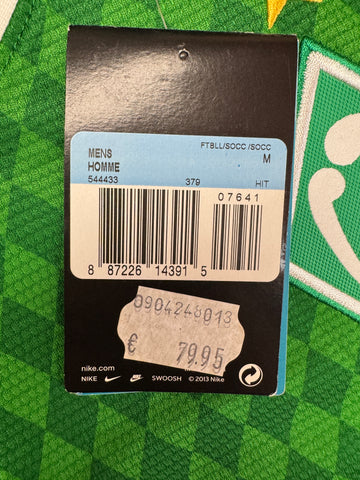 FTBLL/SOCC /SOCC
MENS M
HOMME
544433 379 HIT
07641
8 87226 14391 5
0904248013
€ 79.95
nike.com
NIKE SWOOSH © 2013 Nike